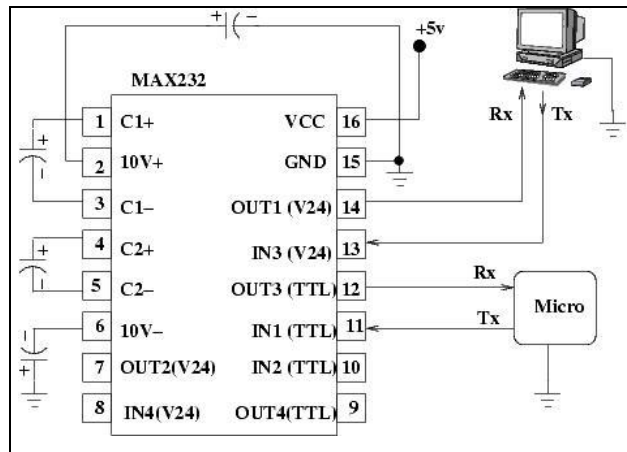 + −
+5v
MAX232
Rx Tx
1 C1+ VCC 16
+
−
2 10V+ GND 15
3 C1− OUT1 (V24) 14
4 C2+ IN3 (V24) 13
+
−
5 C2− OUT3 (TTL) 12 Rx
Micro
6 10V− IN1 (TTL) 11 Tx
−
+
7 OUT2(V24) IN2 (TTL) 10
8 IN4(V24) OUT4(TTL) 9